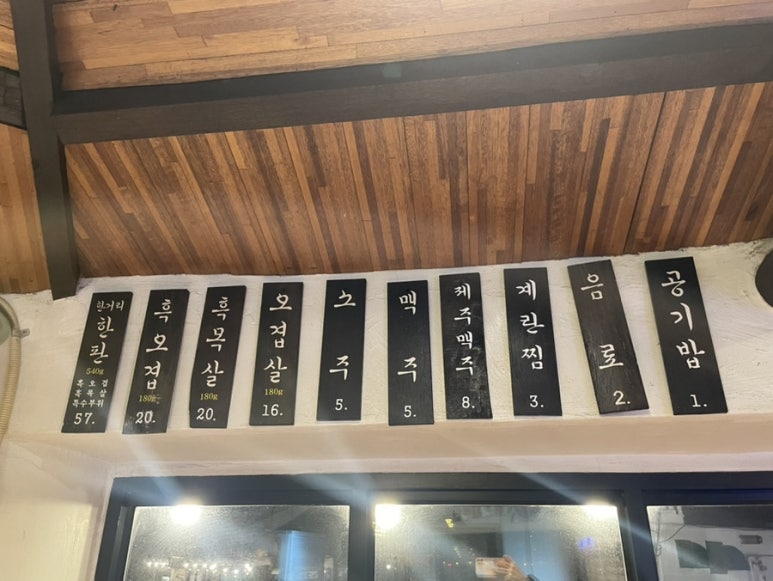 한거리
한판
540g
흑오겹
흑목살
특수부위
57.
흑오겹
180g
20.
흑목살
180g
20.
오겹살
180g
16.
소주
5.
맥주
5.
제주맥주
8.
계란찜
3.
음료
2.
공기밥
1.